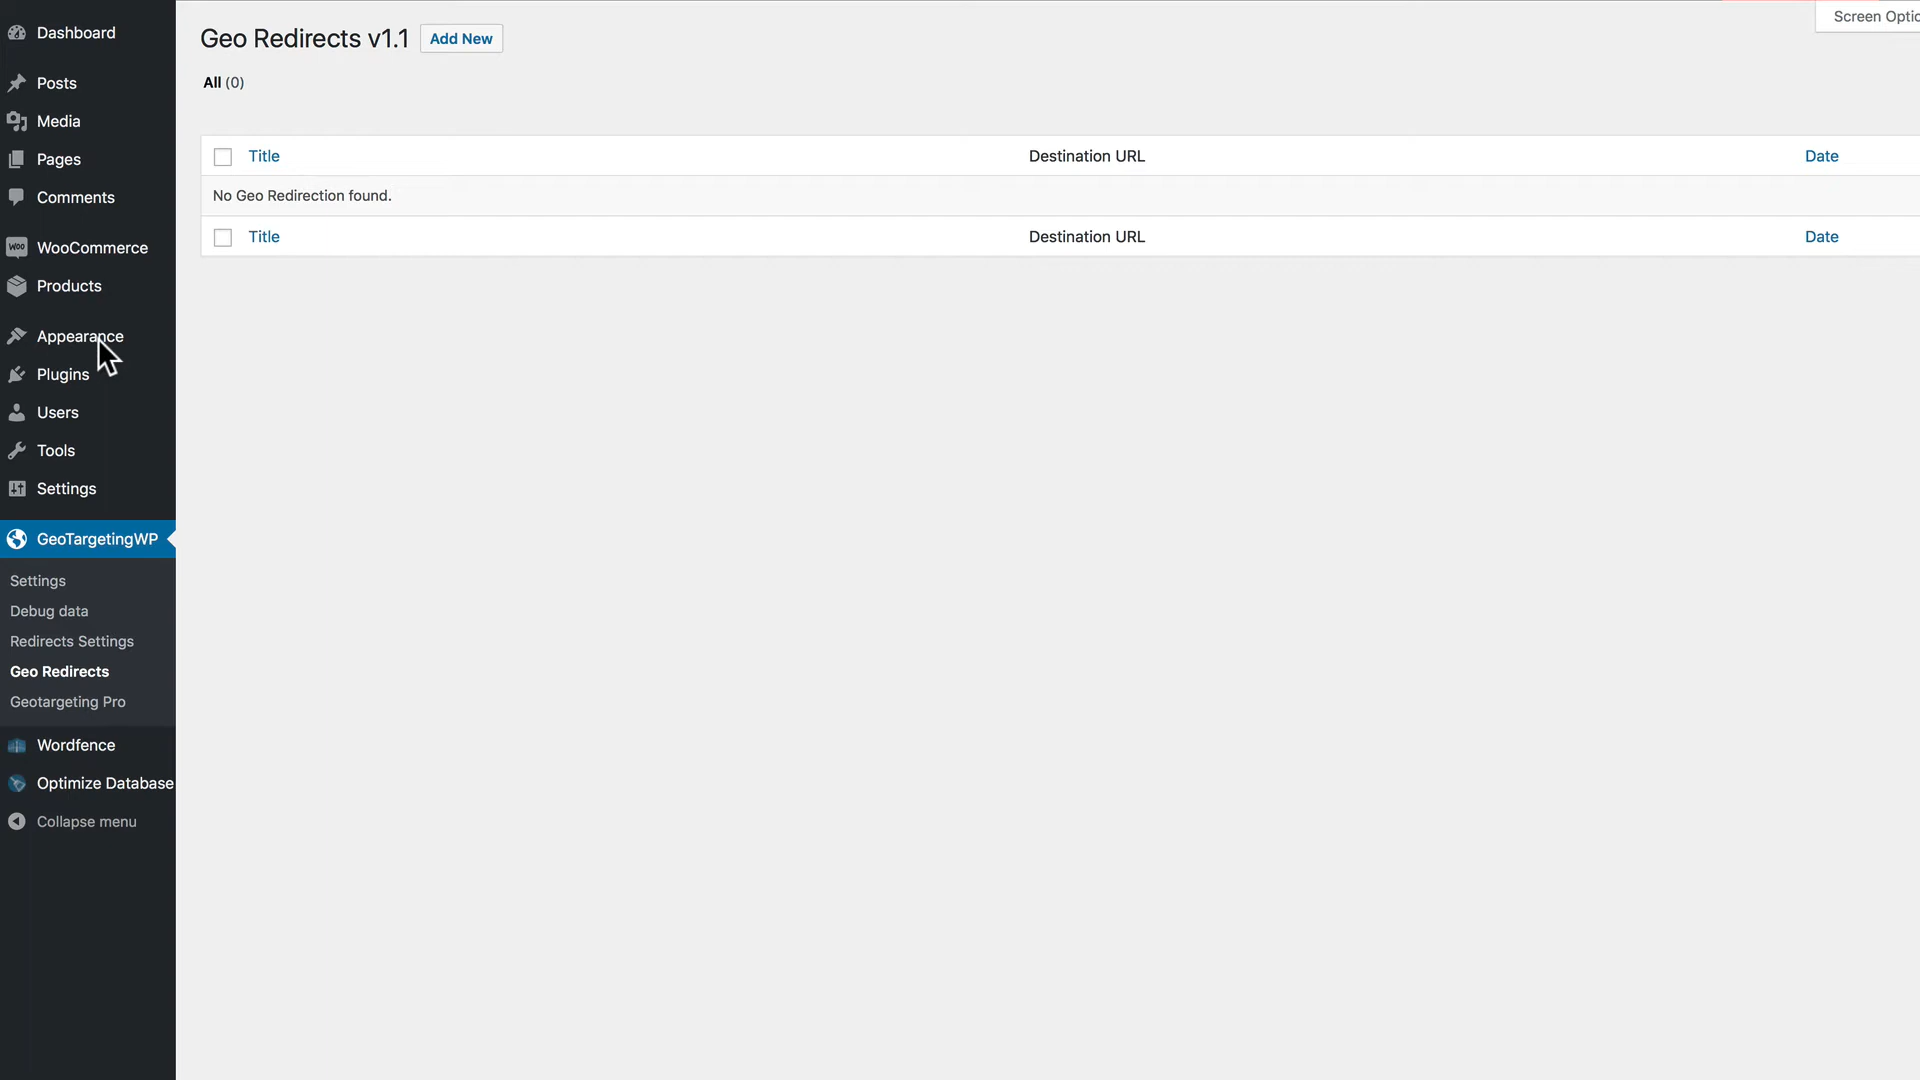 Dashboard
Posts
Media
Pages
Comments
WooCommerce
Products
Appearance
Plugins
Users
Tools
Settings
GeoTargetingWP
Settings
Debug data
Redirects Settings
Geo Redirects
Geotargeting Pro
Wordfence
Optimize Database
Collapse menu
Screen Optio
Geo Redirects v1.1 Add New
All (0)
Title Destination URL Date
No Geo Redirection found.
Title Destination URL Date